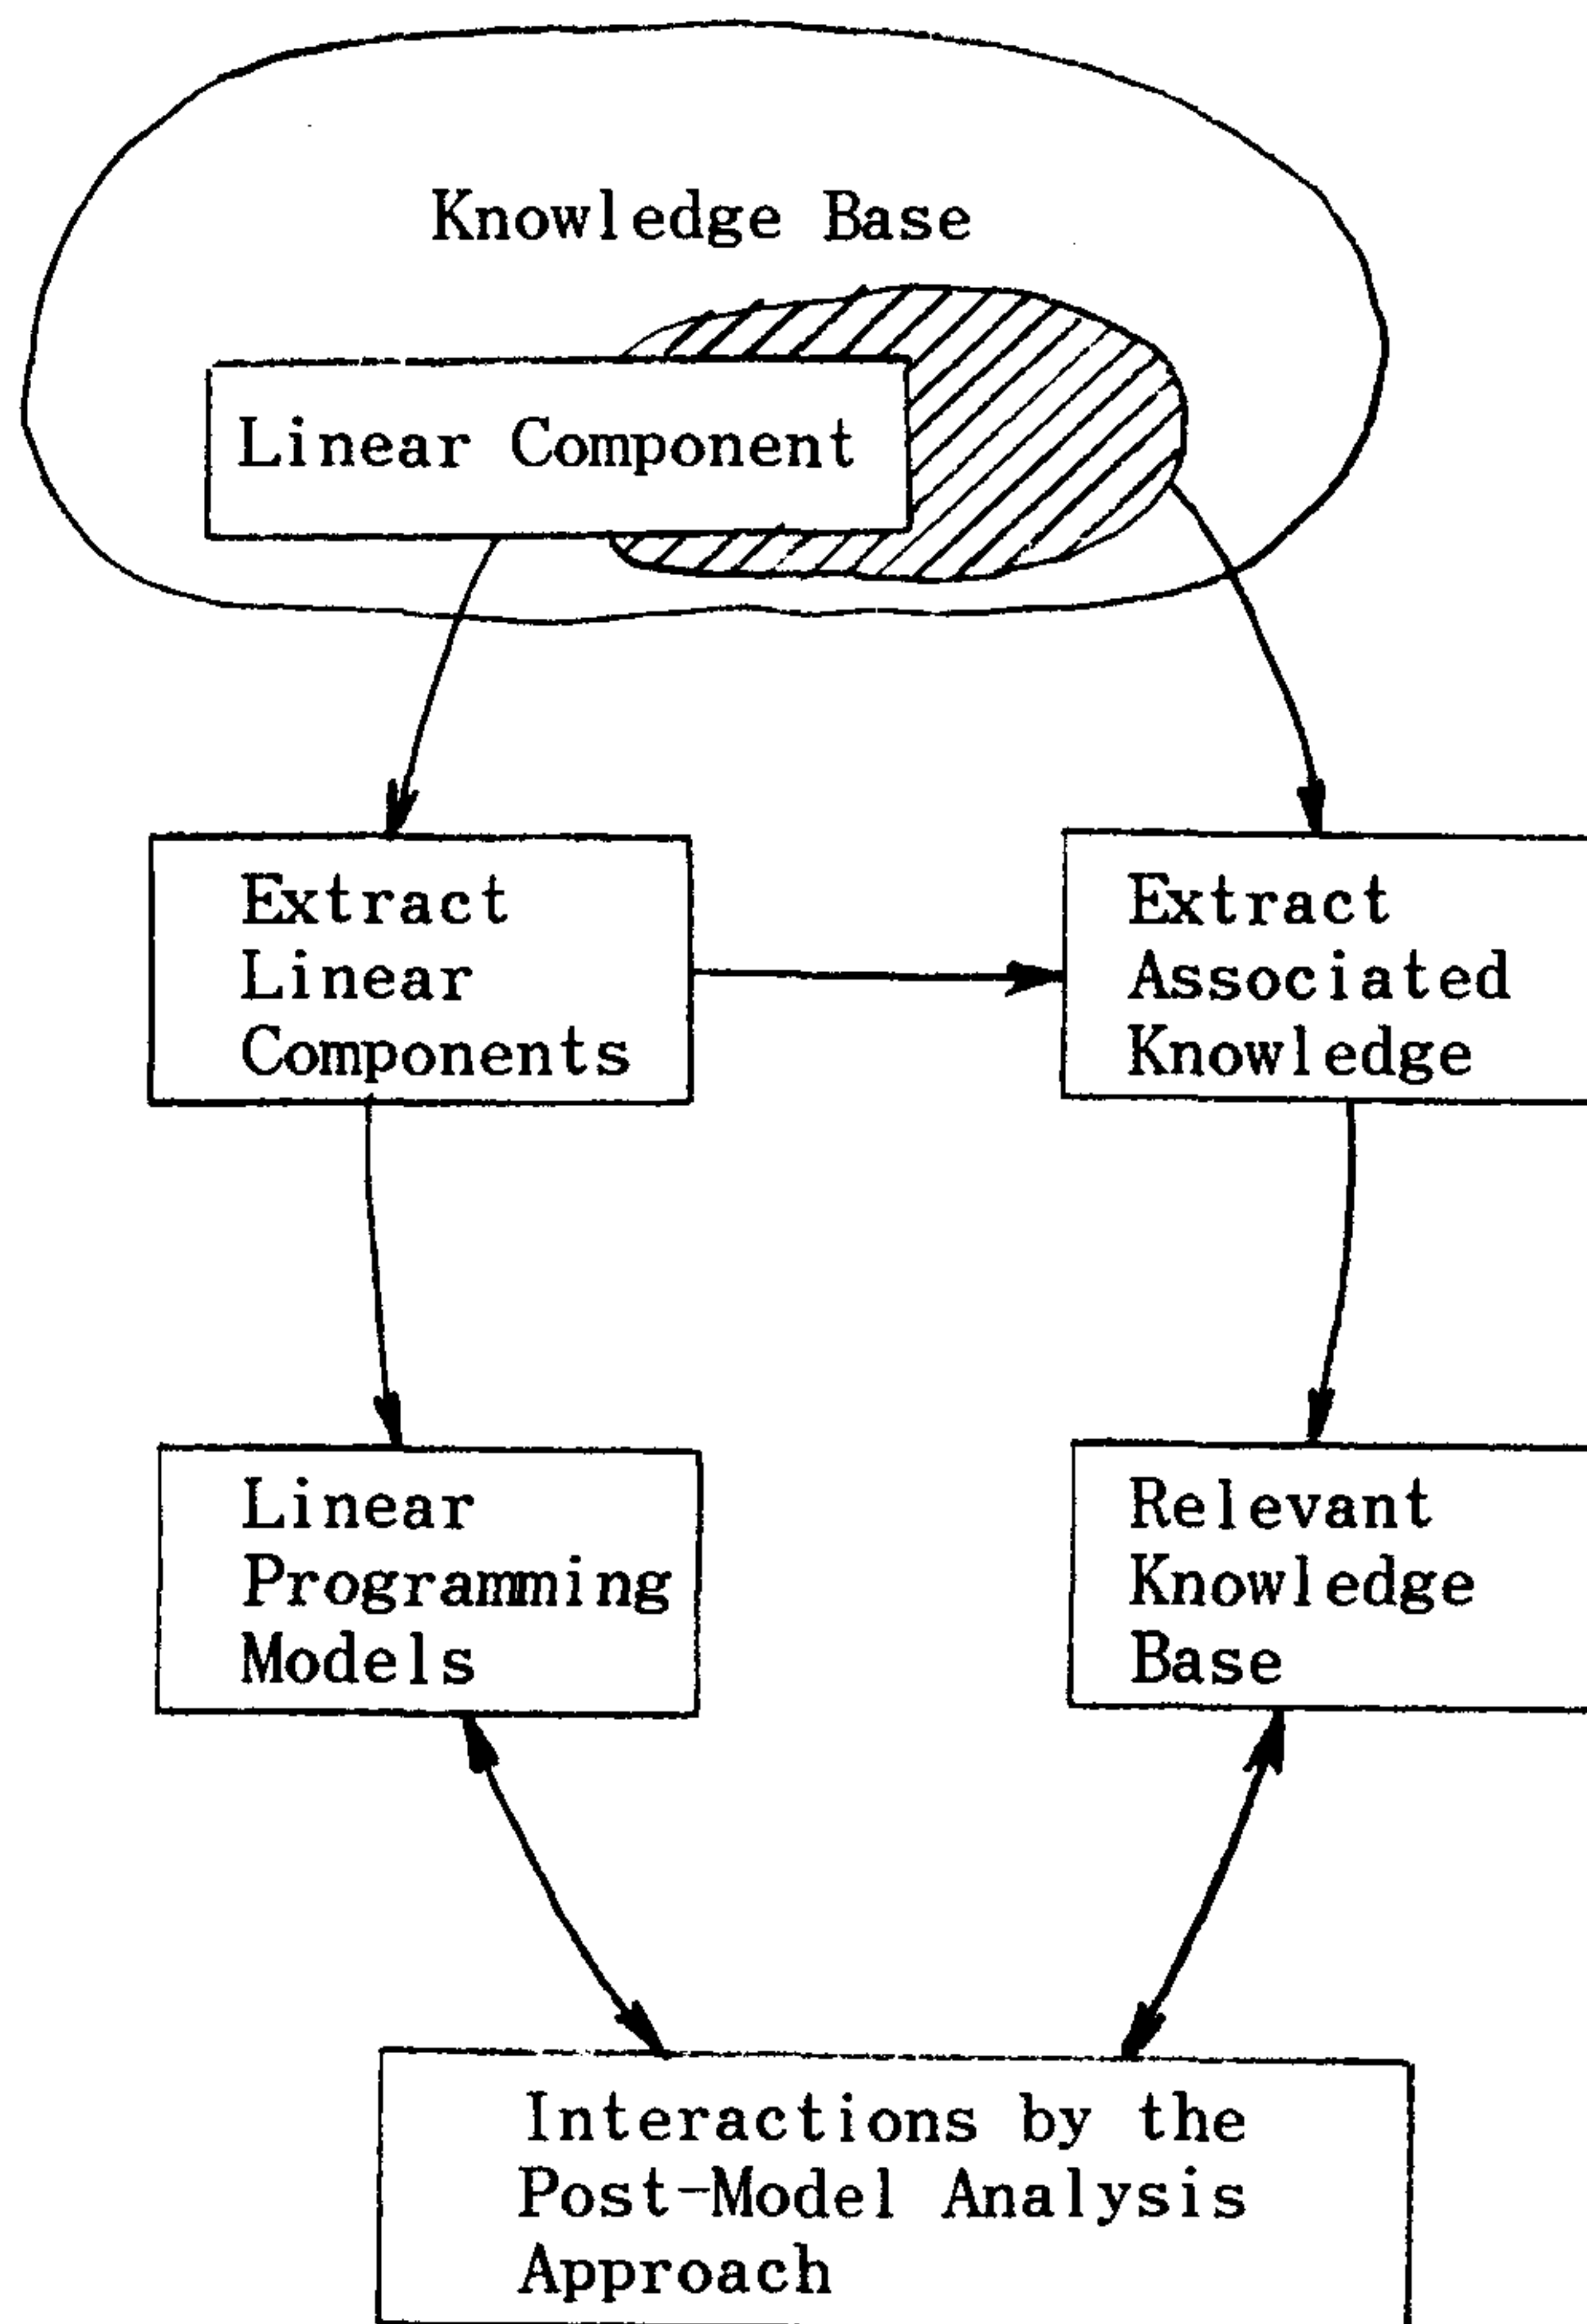 Knowledge Base
Linear Component
Extract
Linear
Components
Extract
Associated
Knowledge
Linear
Programming
Models
Relevant
Knowledge
Base
Interactions by the
Post-Model Analysis
Approach